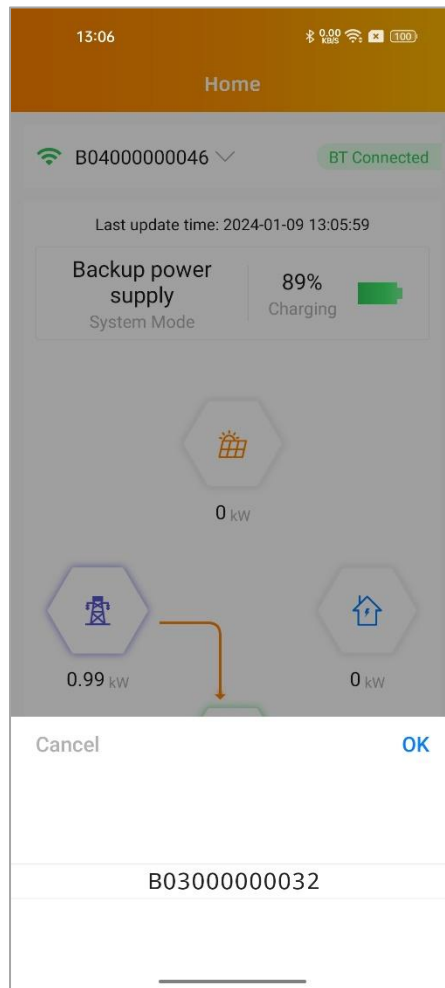 13:06
0.00
KB/S
100
Home
B04000000046
BT Connected
Last update time: 2024-01-09 13:05:59
Backup power
supply
System Mode
89%
Charging
0 kW
0.99 kW
0 kW
Cancel
OK
B03000000032